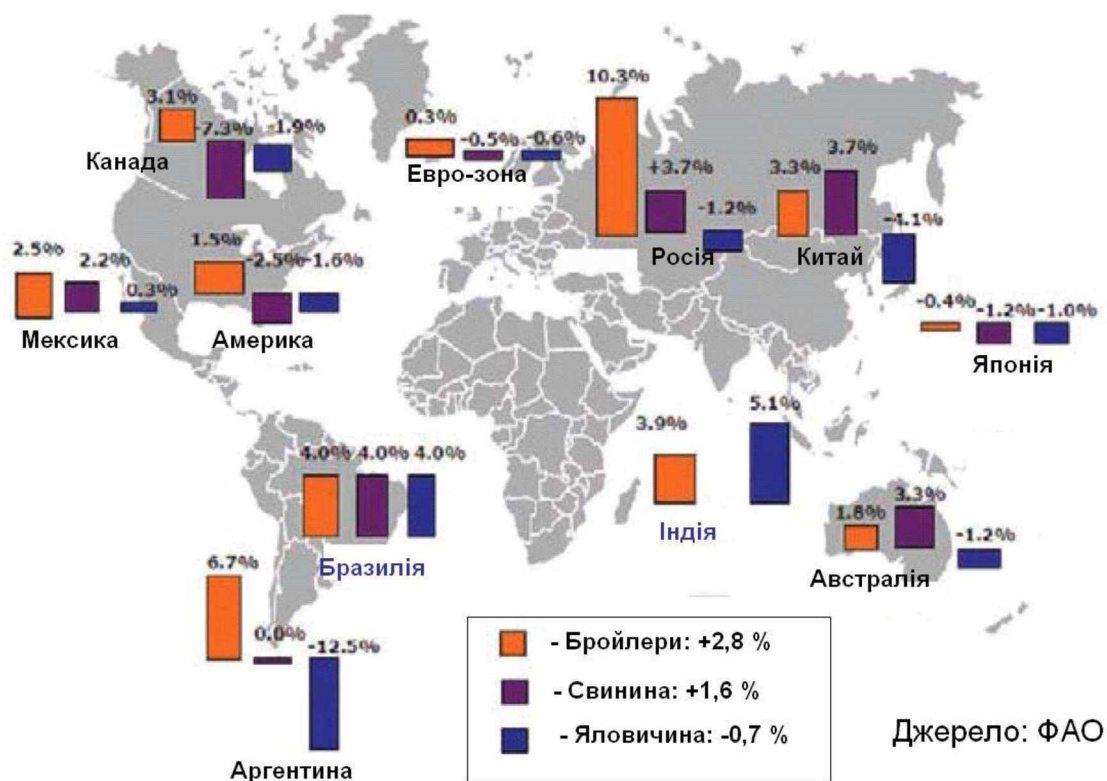 10.3%
3.1%
-7.3%
-1.9%
Канада
0.3%
-0.5%
-0.6%
Евро-зона
+3.7%
-1.2%
Росія
3.3%
3.7%
-4.1%
Китай
2.5%
2.2%
0.3%
Мексика
1.5%
-2.5%
-1.6%
Америка
-0.4%
-1.2%
-1.0%
Японія
4.0%
4.0%
4.0%
Бразилія
3.9%
5.1%
Індія
1.8%
3.3%
-1.2%
Австралія
6.7%
0.0%
-12.5%
Аргентина
- Бройлери: +2,8 %
- Свинина: +1,6 %
- Яловичина: -0,7 %
Джерело: ФАО